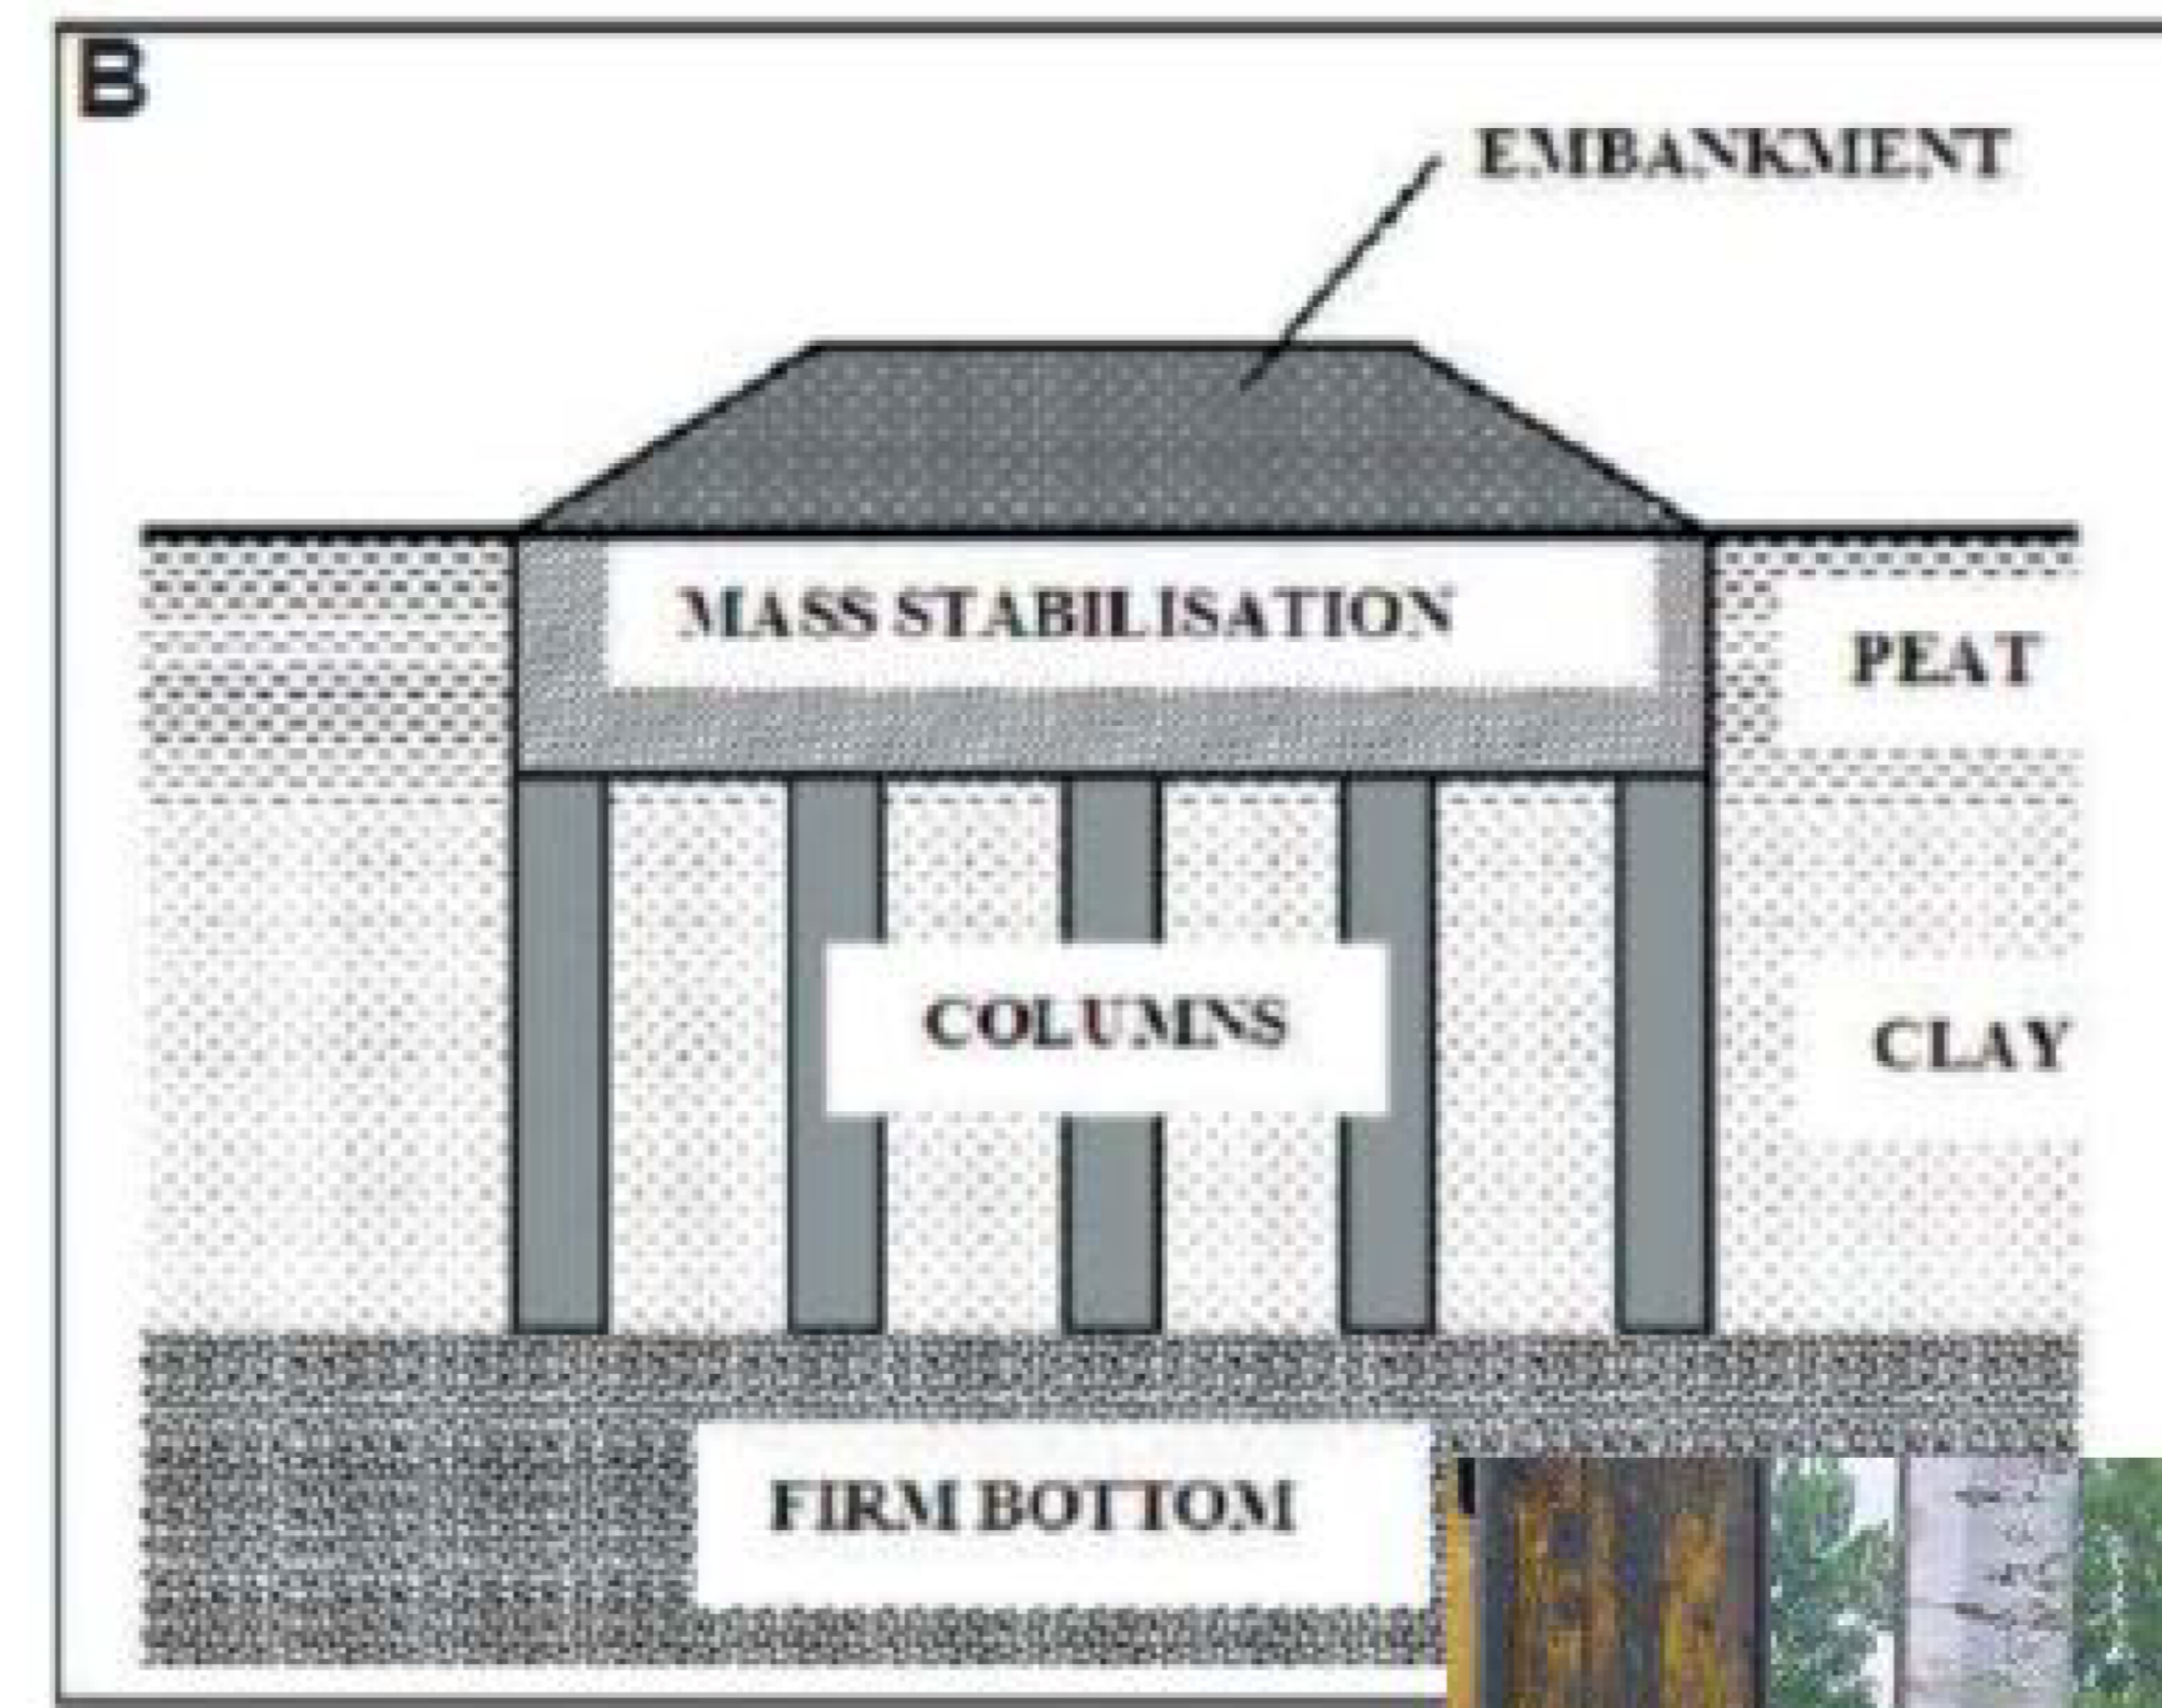 B
EMBANKMENT
MASS STABILISATION
PEAT
COLUMNS
CLAY
FIRM BOTTOM